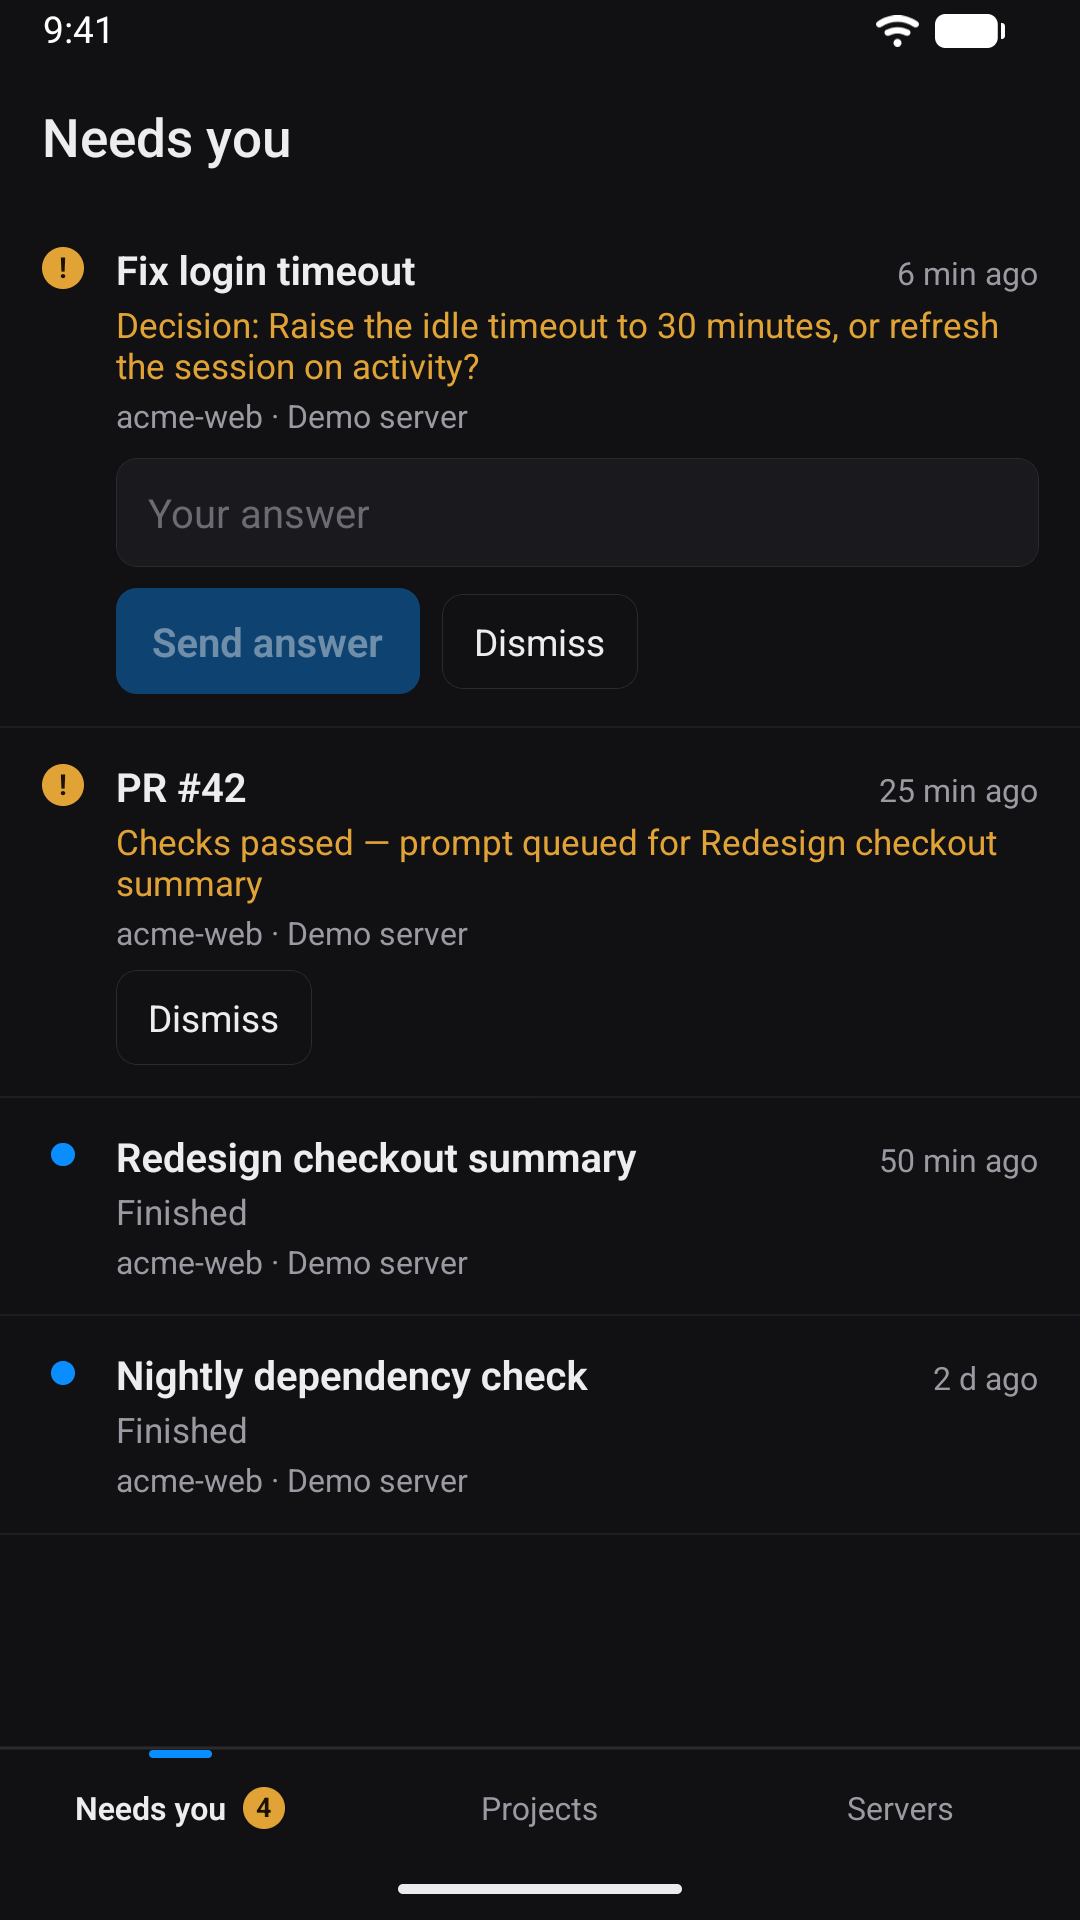 9:41
Needs you
! Fix login timeout 6 min ago
Decision: Raise the idle timeout to 30 minutes, or refresh
the session on activity?
acme-web · Demo server
Your answer
Send answer Dismiss
! PR #42 25 min ago
Checks passed — prompt queued for Redesign checkout
summary
acme-web · Demo server
Dismiss
Redesign checkout summary 50 min ago
Finished
acme-web · Demo server
Nightly dependency check 2 d ago
Finished
acme-web · Demo server
Needs you 4 Projects Servers